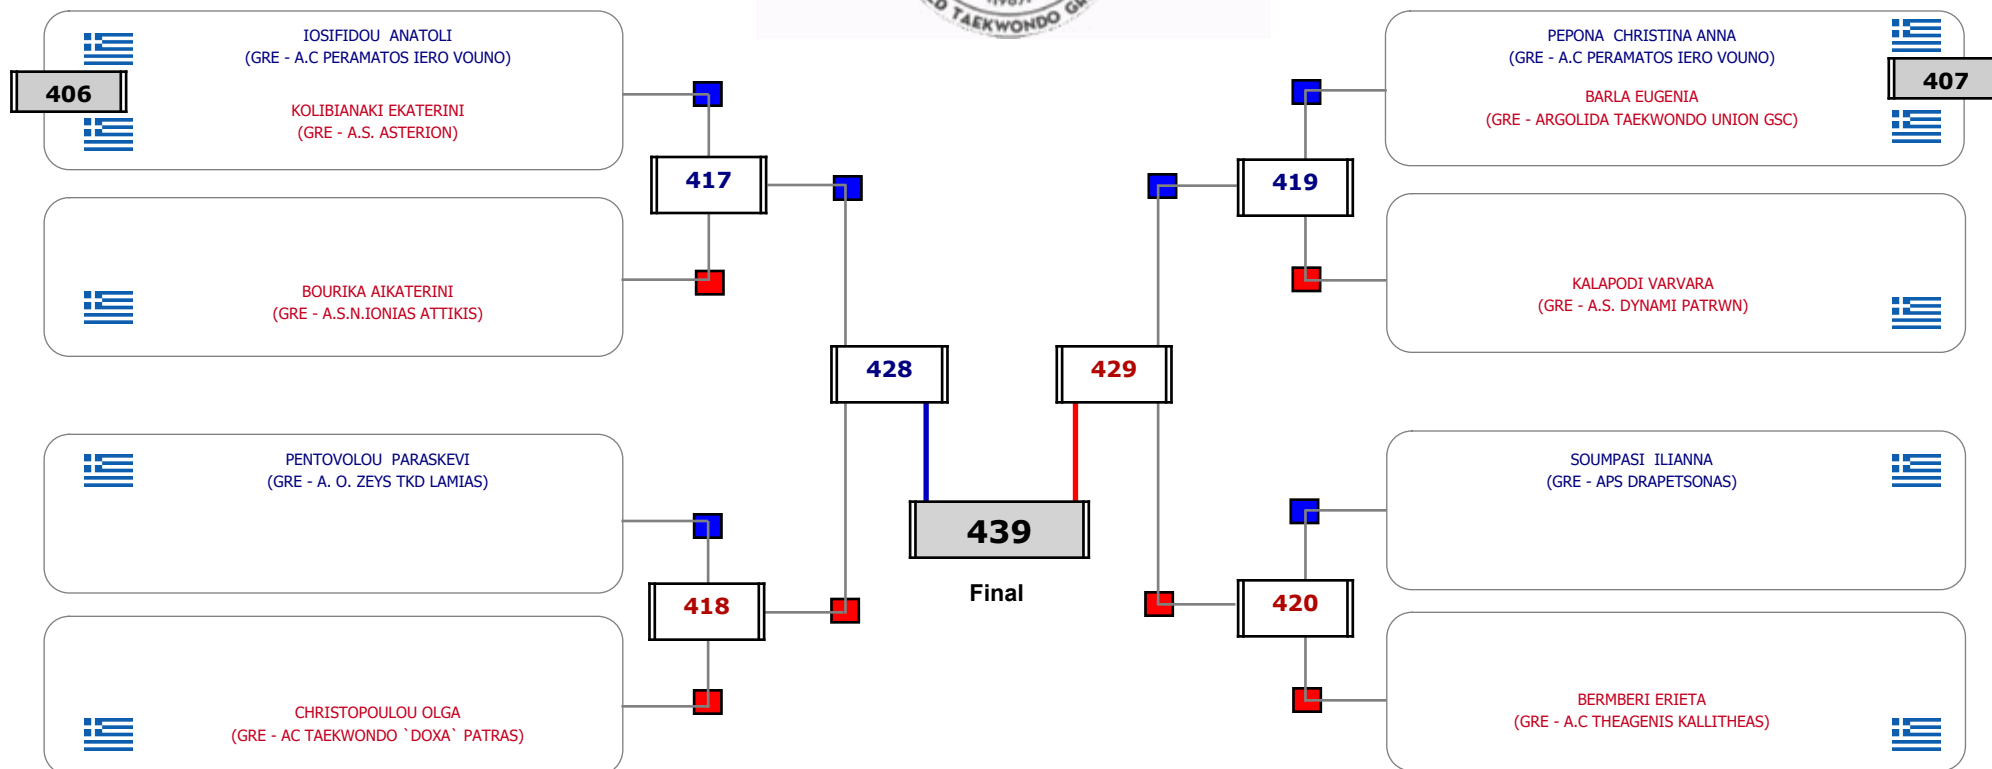 TAEKWONDO
IOSIFIDOU  ANATOLI
(GRE - A.C PERAMATOS IERO VOUNO)
406
KOLIBIANAKI EKATERINI
(GRE - A.S. ASTERION)
417
BOURIKA AIKATERINI
(GRE - A.S.N.IONIAS ATTIKIS)
428
PENTOVOLOU  PARASKEVI
(GRE - A. O. ZEYS TKD LAMIAS)
418
CHRISTOPOULOU OLGA
(GRE - AC TAEKWONDO `DOXA` PATRAS)
439
Final
PEPONA  CHRISTINA ANNA
(GRE - A.C PERAMATOS IERO VOUNO)
407
BARLA EUGENIA
(GRE - ARGOLIDA TAEKWONDO UNION GSC)
419
KALAPODI VARVARA
(GRE - A.S. DYNAMI PATRWN)
429
SOUMPASI  ILIANNA
(GRE - APS DRAPETSONAS)
420
BERMBERI ERIETA
(GRE - A.C THEAGENIS KALLITHEAS)